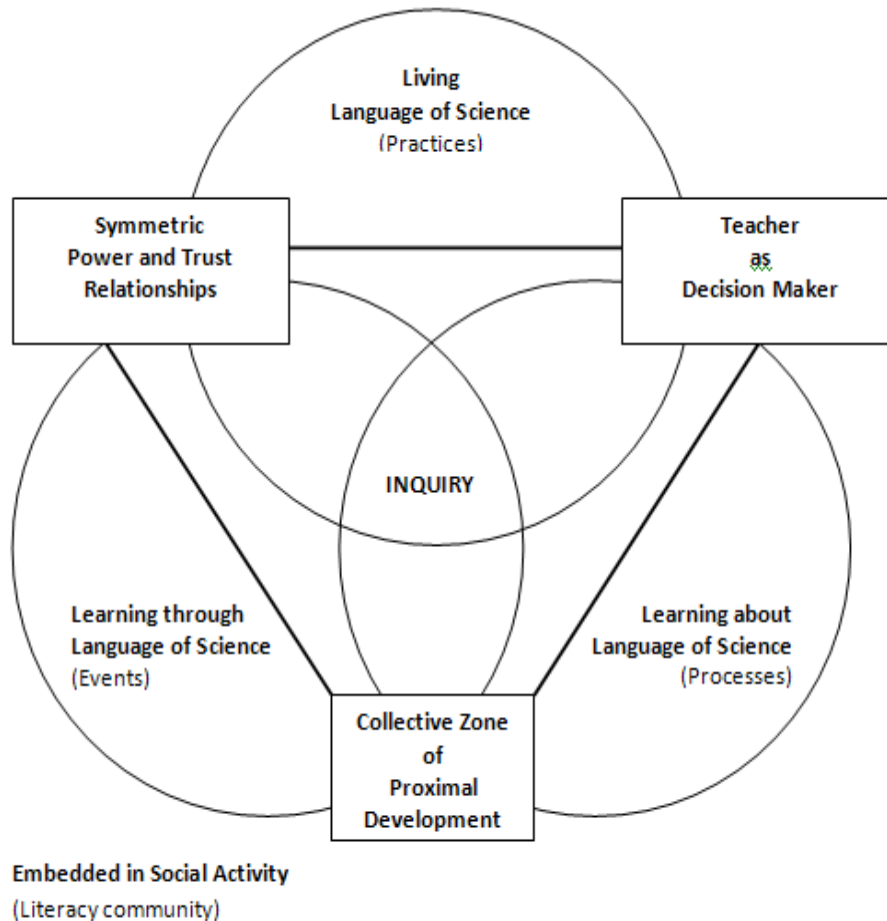 Living
Language of Science
(Practices)
Symmetric
Power and Trust
Relationships
Teacher
as
Decision Maker
INQUIRY
Learning through
Language of Science
(Events)
Learning about
Language of Science
(Processes)
Collective Zone
of
Proximal
Development
Embedded in Social Activity
(Literacy community)